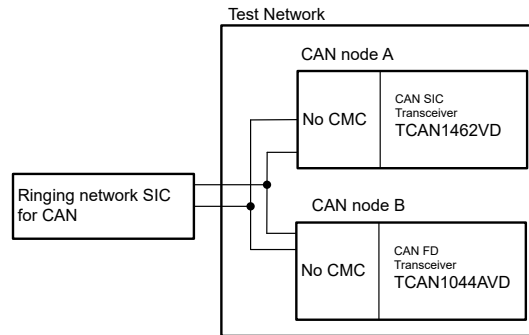 Test Network
CAN node A
No CMC
CAN SIC
Transceiver
TCAN1462VD
Ringing network SIC
for CAN
CAN node B
No CMC
CAN FD
Transceiver
TCAN1044AVD